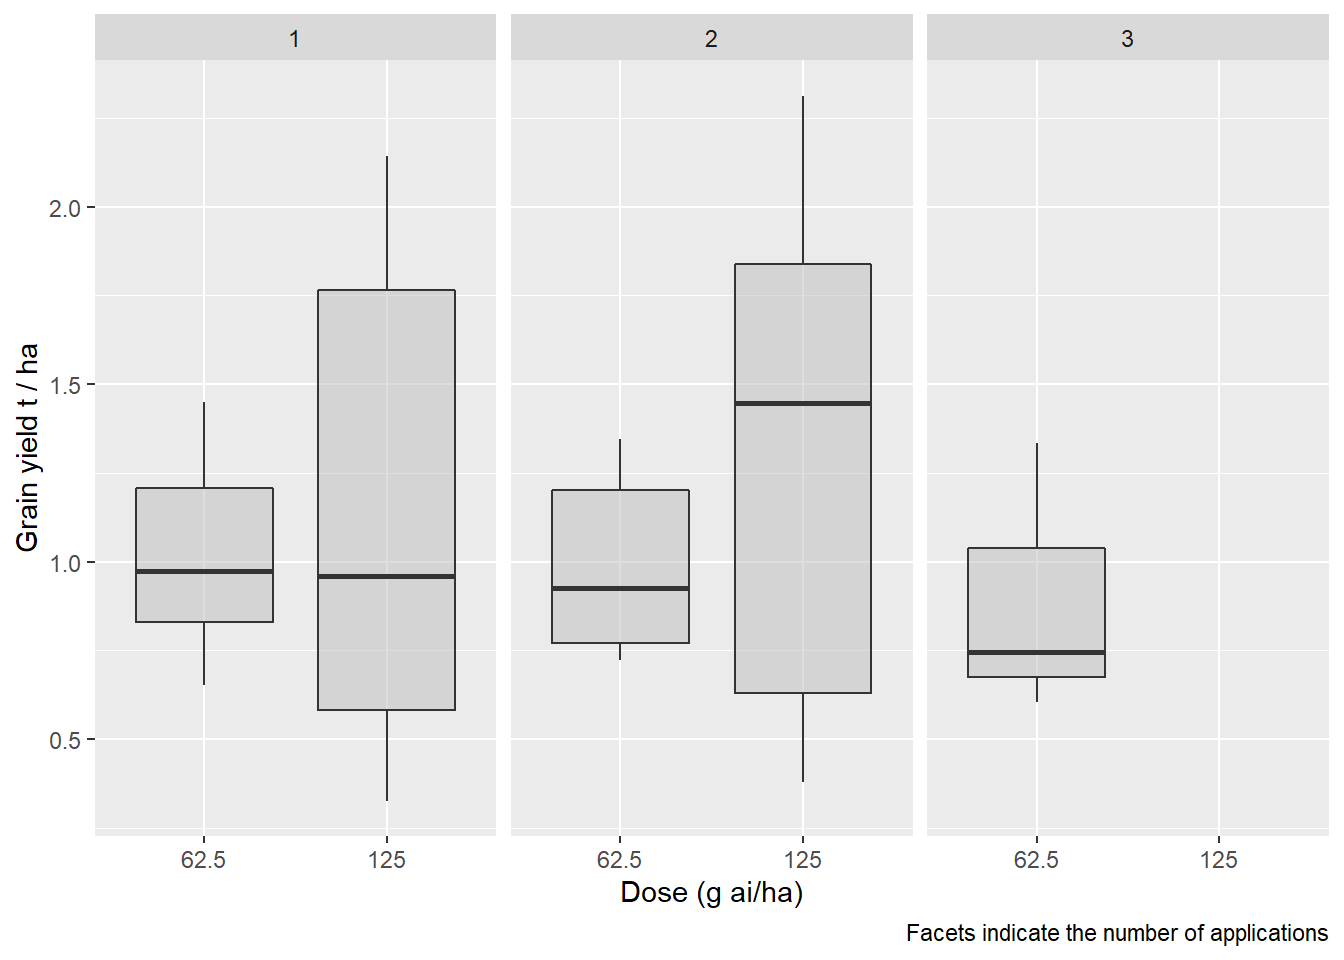 1 2 3
Grain yield t / ha
2.0
1.5
1.0
0.5
62.5 125 62.5 125 62.5 125
Dose (g ai/ha)
Facets indicate the number of applications